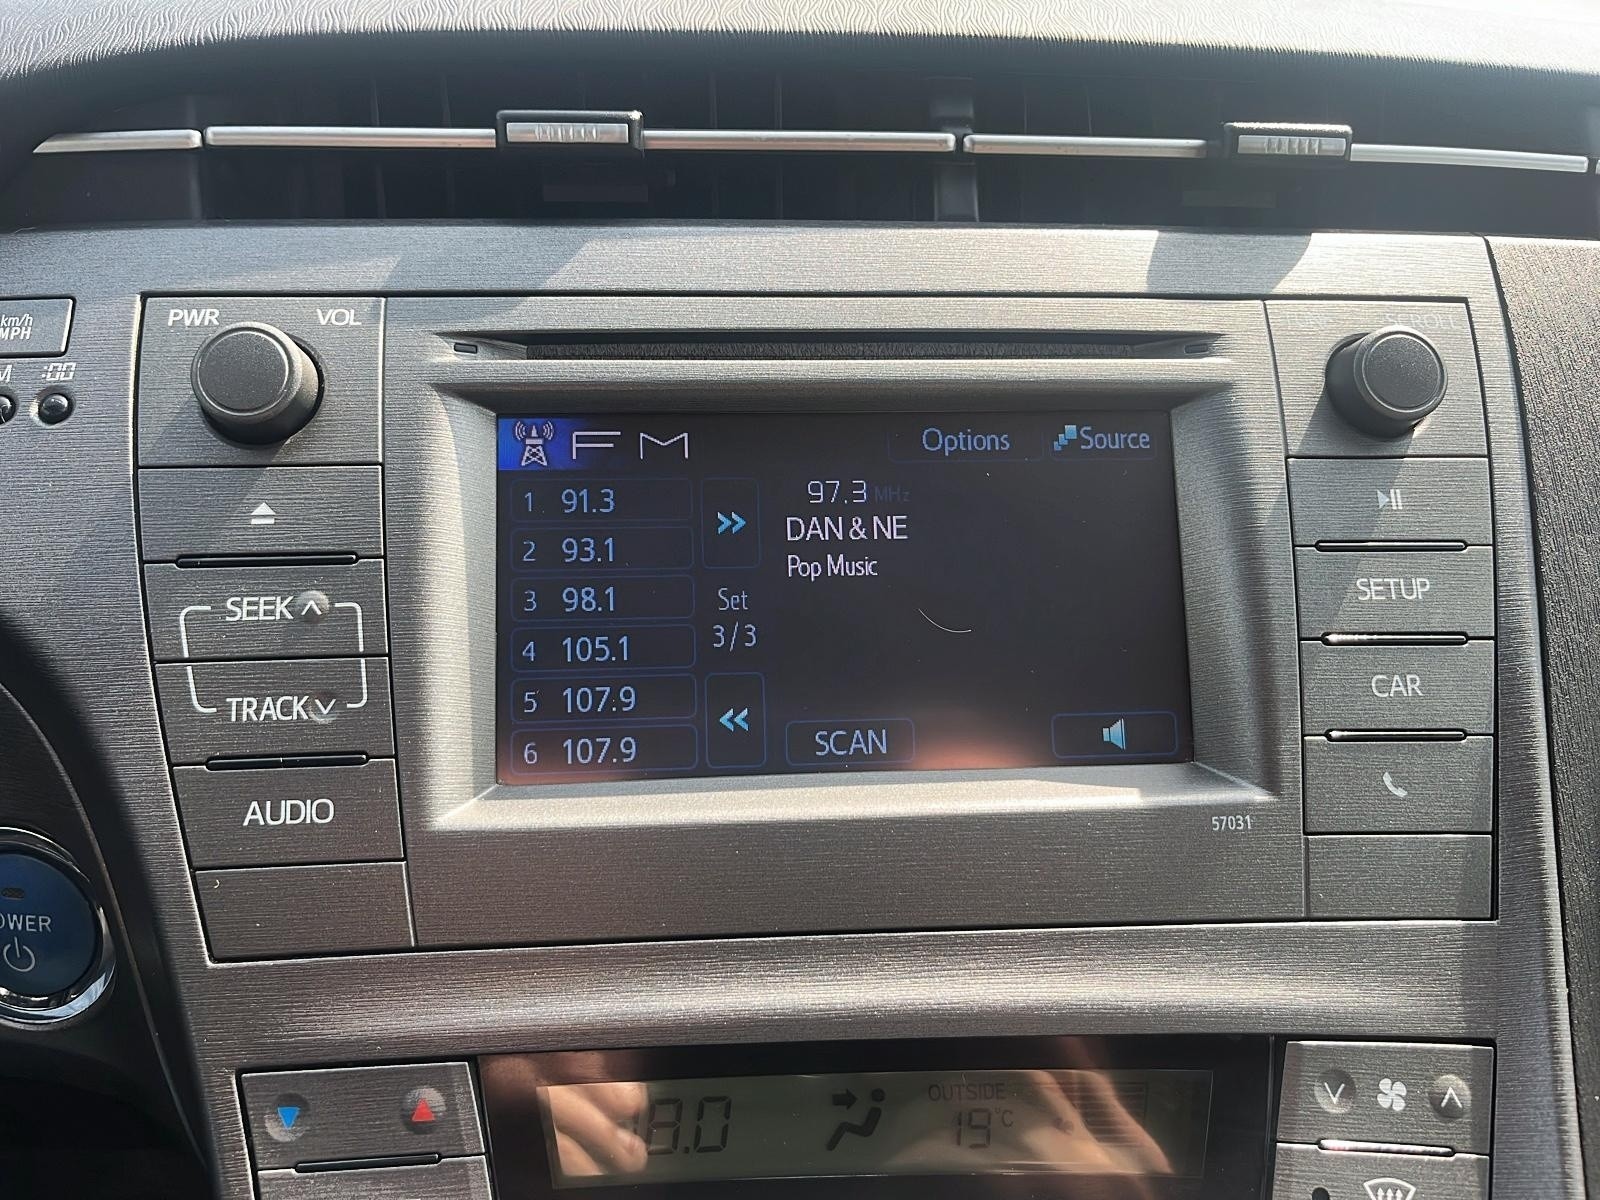 km/h
MPH
:00
PWR VOL
SEEK
TRACK
AUDIO
FM
Options
Source
1 91.3
2 93.1
3 98.1
4 105.1
5 107.9
6 107.9
Set
3/3
97.3 MHz
DAN & NE
Pop Music
SCAN
SCROLL
SETUP
CAR
57031
18.0
OUTSIDE
19°C